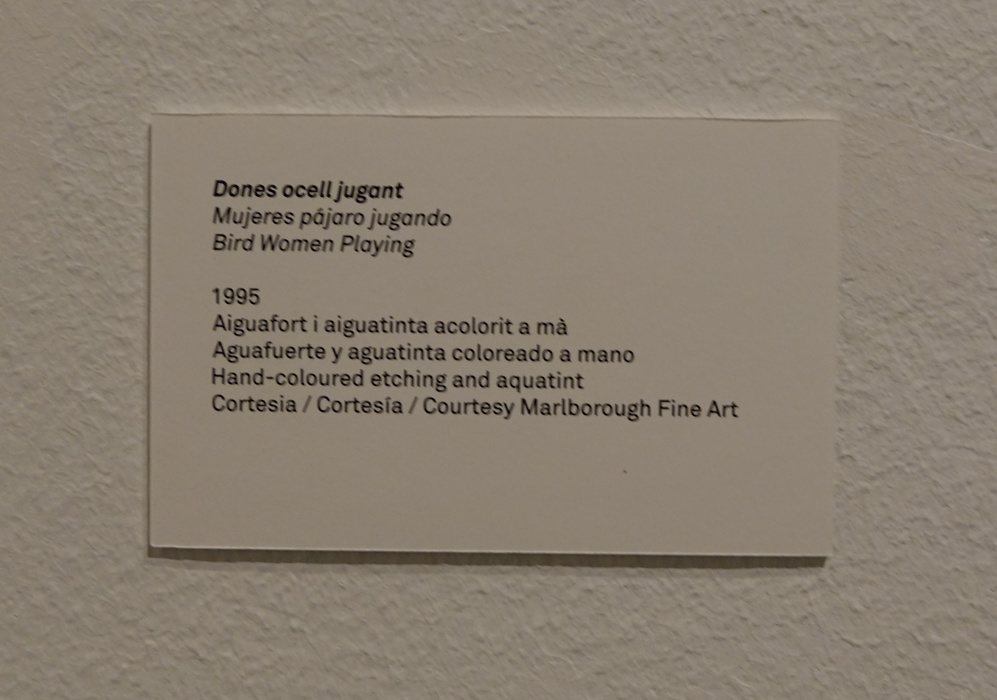 Dones ocell jugant
Mujeres pájaro jugando
Bird Women Playing
1995
Aiguafort i aiguatinta acolorit a mà
Aguafuerte y aguatinta coloreado a mano
Hand-coloured etching and aquatint
Cortesia / Cortesía / Courtesy Marlborough Fine Art